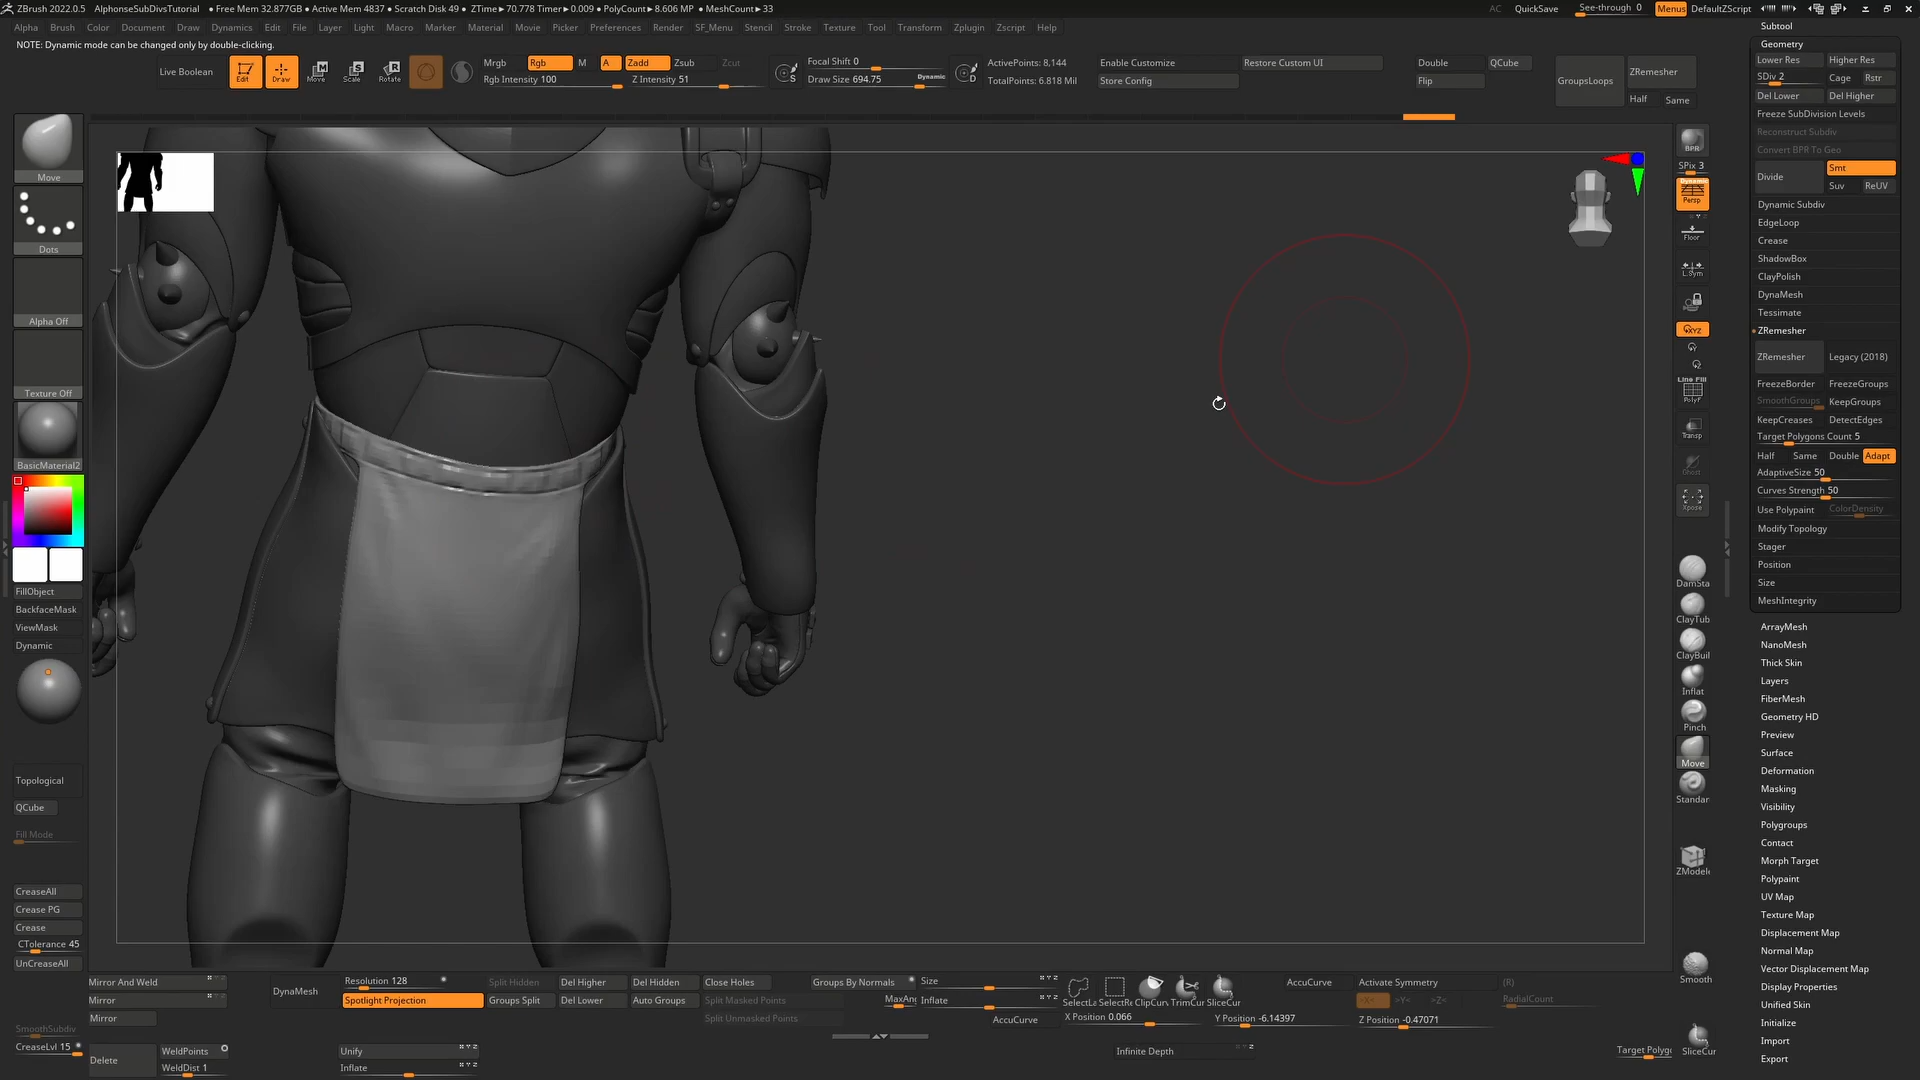 ZBrush 2022.0.5 AlphonseSubDivsTutorial • Free Mem 32.877GB • Active Mem 4837 • Scratch Disk 49 • ZTime►70.778 Timer►0.009 • PolyCount►8.606 MP • MeshCount►33 AC QuickSave See-through 0 Menus DefaultZScript
Alpha Brush Color Document Draw Dynamics Edit File Layer Light Macro Marker Material Movie Picker Preferences Render SF_Menu Stencil Stroke Texture Tool Transform Zplugin Zscript Help
NOTE: Dynamic mode can be changed only by double-clicking.
Live Boolean Edit Draw Move Scale Rotate
Mrgb Rgb M A Zadd Zsub Zcut
Rgb Intensity 100 Z Intensity 51
S Focal Shift 0
Draw Size 694.75 Dynamic D
ActivePoints: 8,144
TotalPoints: 6.818 Mil
Enable Customize Restore Custom UI
Store Config
Double QCube
Flip
GroupsLoops ZRemesher
Half Same
Move
Dots
Alpha Off
Texture Off
BasicMaterial2
FillObject
BackfaceMask
ViewMask
Dynamic
Topological
QCube
Fill Mode
CreaseAll
Crease PG
Crease
CTolerance 45
UnCreaseAll
SmoothSubdiv
CreaseLvl 15
BPR
SPix 3
Dynamic
Persp
Floor
L.Sym
XYZ
Line Fill
PolyF
Transp
Ghost
Xpose
DamSta
ClayTub
ClayBuil
Inflat
Pinch
Move
Standar
ZModele
Smooth
SliceCur
Subtool
Geometry
Lower Res Higher Res
SDiv 2 Cage Rstr
Del Lower Del Higher
Freeze SubDivision Levels
Reconstruct Subdiv
Convert BPR To Geo
Divide Smt
Suv ReUV
Dynamic Subdiv
EdgeLoop
Crease
ShadowBox
ClayPolish
DynaMesh
Tessimate
ZRemesher
ZRemesher Legacy (2018)
FreezeBorder FreezeGroups
SmoothGroups KeepGroups
KeepCreases DetectEdges
Target Polygons Count 5
Half Same Double Adapt
AdaptiveSize 50
Curves Strength 50
Use Polypaint ColorDensity
Modify Topology
Stager
Position
Size
MeshIntegrity
ArrayMesh
NanoMesh
Thick Skin
Layers
FiberMesh
Geometry HD
Preview
Surface
Deformation
Masking
Visibility
Polygroups
Contact
Morph Target
Polypaint
UV Map
Texture Map
Displacement Map
Normal Map
Vector Displacement Map
Display Properties
Unified Skin
Initialize
Import
Export
Mirror And Weld
Mirror
Mirror
DynaMesh Resolution 128
Spotlight Projection
Split Hidden Del Higher Del Hidden Close Holes
Groups Split Del Lower Auto Groups Split Masked Points
Split Unmasked Points
Groups By Normals
MaxAng
Size
Inflate
AccuCurve
SelectLa SelectRe ClipCurv TrimCur SliceCur
X Position 0.066 Y Position -6.14397 Z Position -0.47071
AccuCurve Activate Symmetry (R)
>X< >Y< >Z< RadialCount
Delete WeldPoints
WeldDist 1
Unify
Inflate
Infinite Depth
Target Polygo